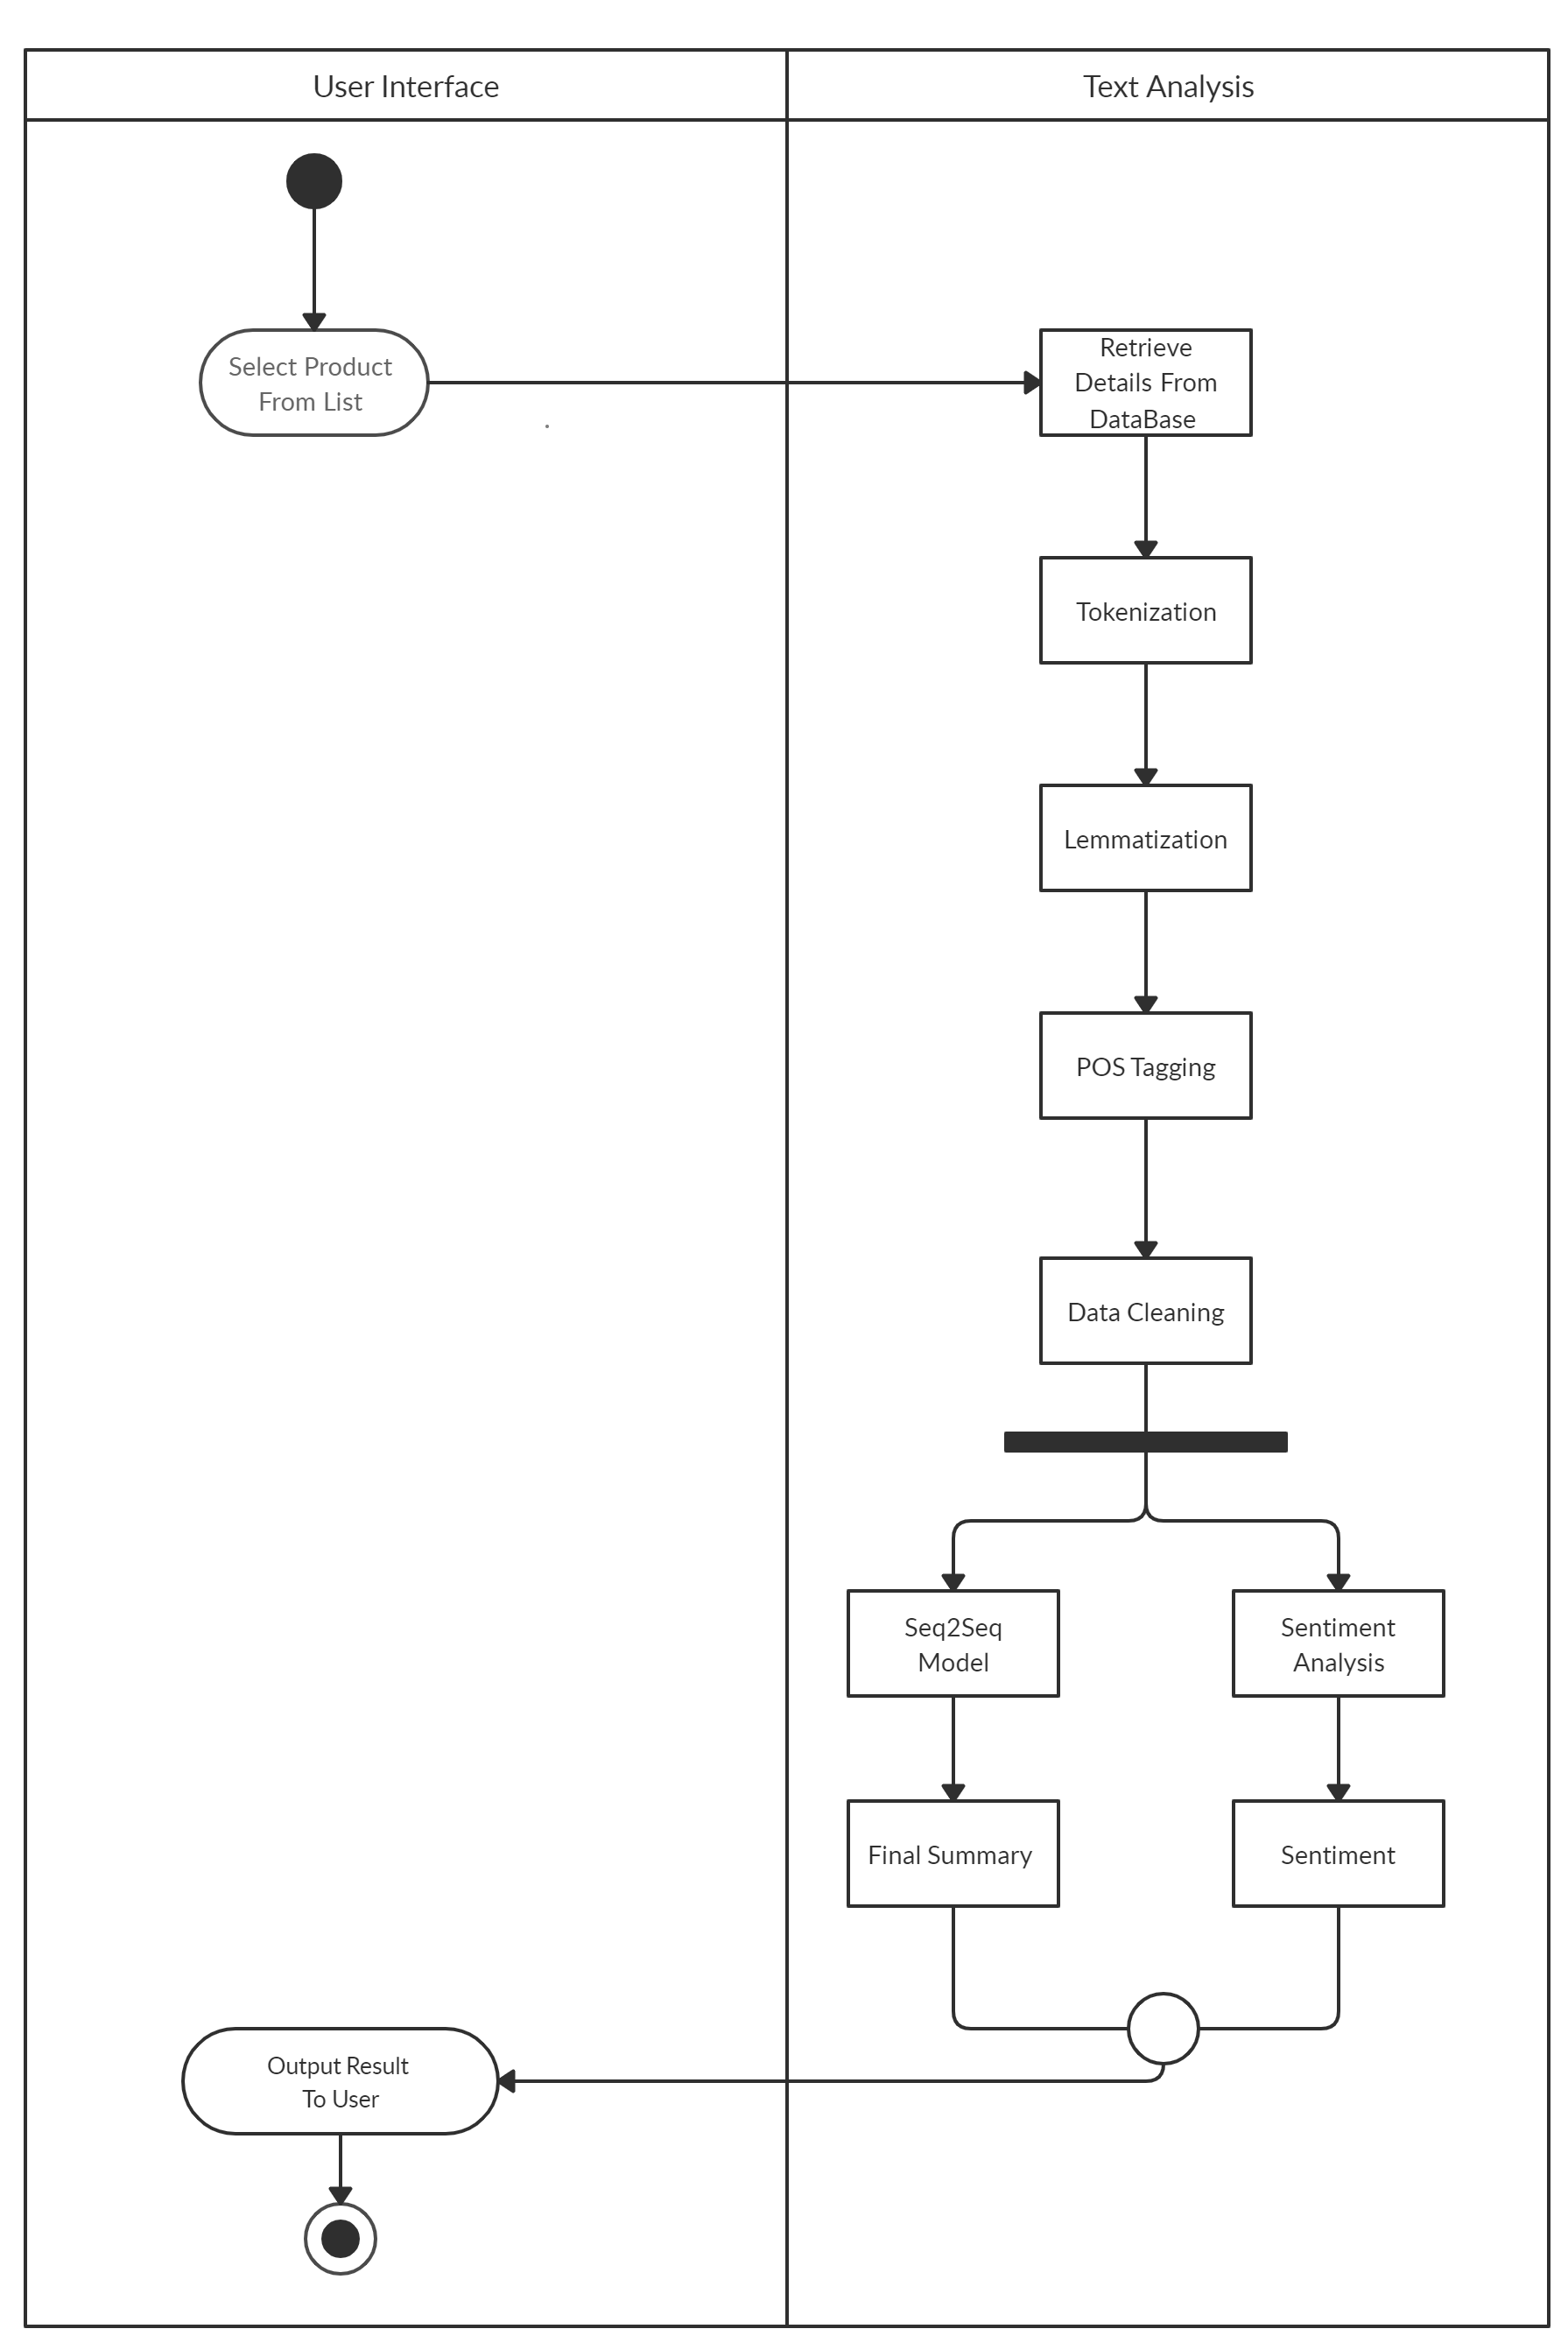 User Interface
Text Analysis
Select Product
From List
Retrieve
Details From
DataBase
Tokenization
Lemmatization
POS Tagging
Data Cleaning
Seq2Seq
Model
Sentiment
Analysis
Final Summary
Sentiment
Output Result
To User